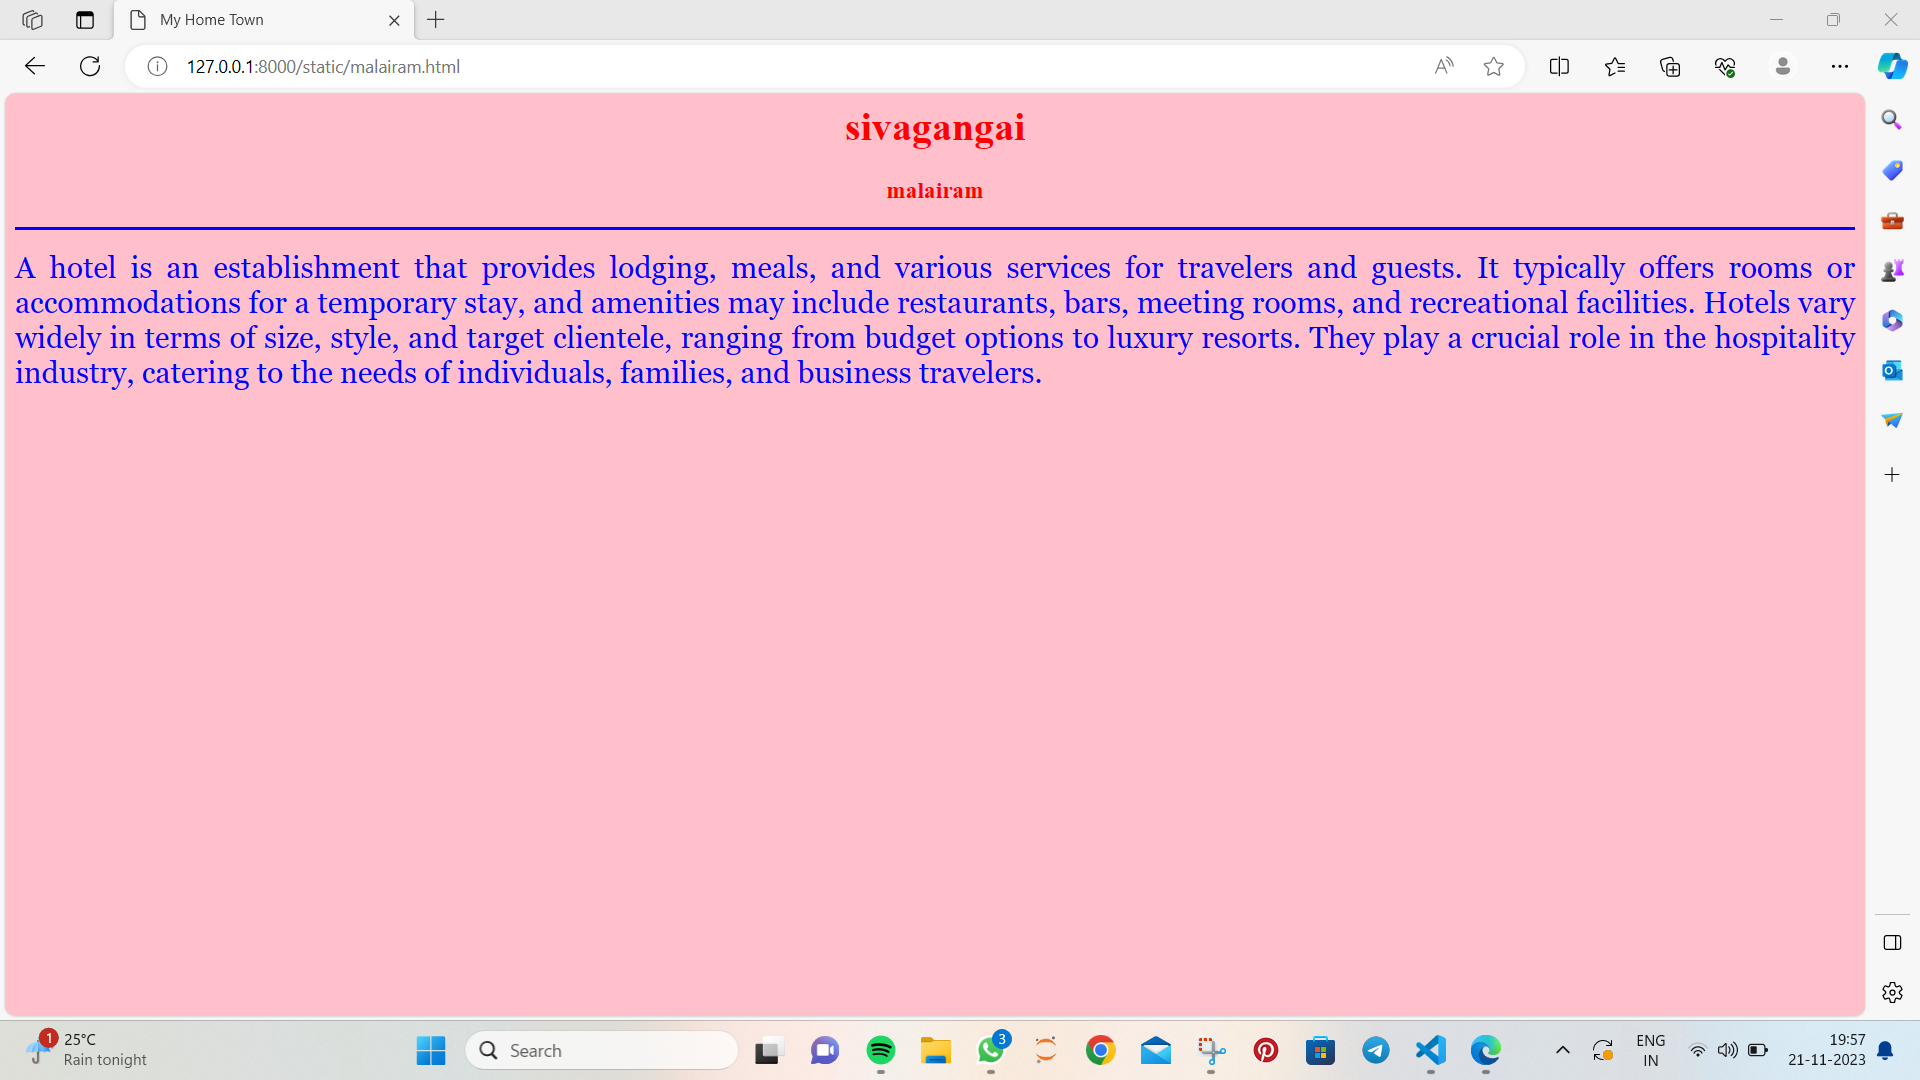 My Home Town
127.0.0.1:8000/static/malairam.html
sivagangai
malairam
A hotel is an establishment that provides lodging, meals, and various services for travelers and guests. It typically offers rooms or
accommodations for a temporary stay, and amenities may include restaurants, bars, meeting rooms, and recreational facilities. Hotels vary
widely in terms of size, style, and target clientele, ranging from budget options to luxury resorts. They play a crucial role in the hospitality
industry, catering to the needs of individuals, families, and business travelers.
1
25°C
Rain tonight
Search
3
ENG
IN
19:57
21-11-2023